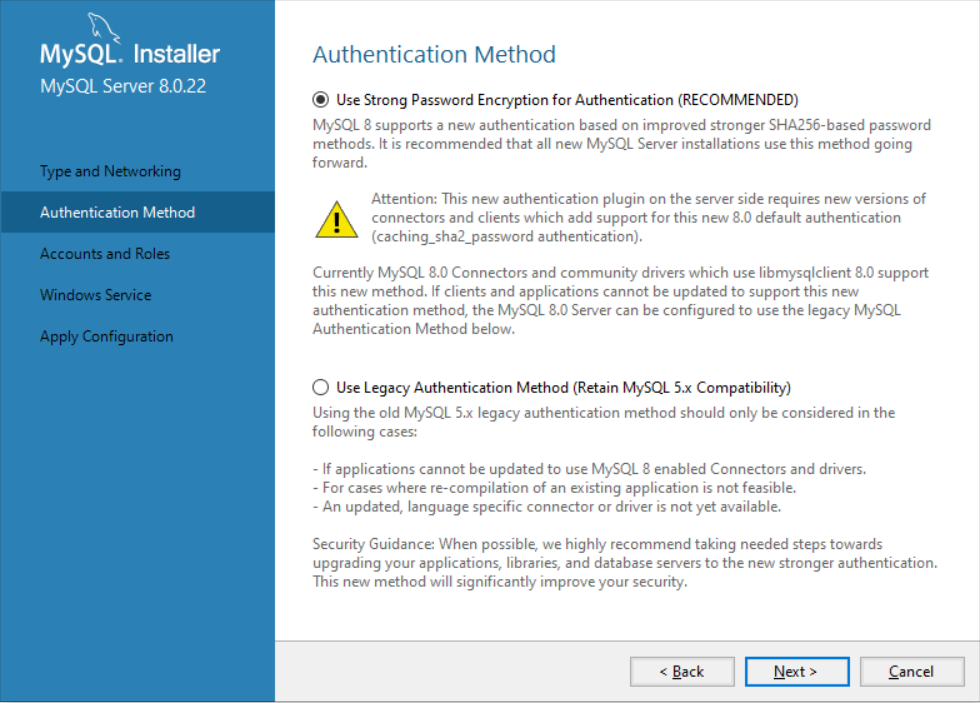 MySQL. Installer
MySQL Server 8.0.22
Type and Networking
Authentication Method
Accounts and Roles
Windows Service
Apply Configuration
Authentication Method
Use Strong Password Encryption for Authentication (RECOMMENDED)
MySQL 8 supports a new authentication based on improved stronger SHA256-based password
methods. It is recommended that all new MySQL Server installations use this method going
forward.
Attention: This new authentication plugin on the server side requires new versions of
connectors and clients which add support for this new 8.0 default authentication
(caching_sha2_password authentication).
Currently MySQL 8.0 Connectors and community drivers which use libmysqlclient 8.0 support
this new method. If clients and applications cannot be updated to support this new
authentication method, the MySQL 8.0 Server can be configured to use the legacy MySQL
Authentication Method below.
Use Legacy Authentication Method (Retain MySQL 5.x Compatibility)
Using the old MySQL 5.x legacy authentication method should only be considered in the
following cases:
- If applications cannot be updated to use MySQL 8 enabled Connectors and drivers.
- For cases where re-compilation of an existing application is not feasible.
- An updated, language specific connector or driver is not yet available.
Security Guidance: When possible, we highly recommend taking needed steps towards
upgrading your applications, libraries, and database servers to the new stronger authentication.
This new method will significantly improve your security.
< Back
Next >
Cancel